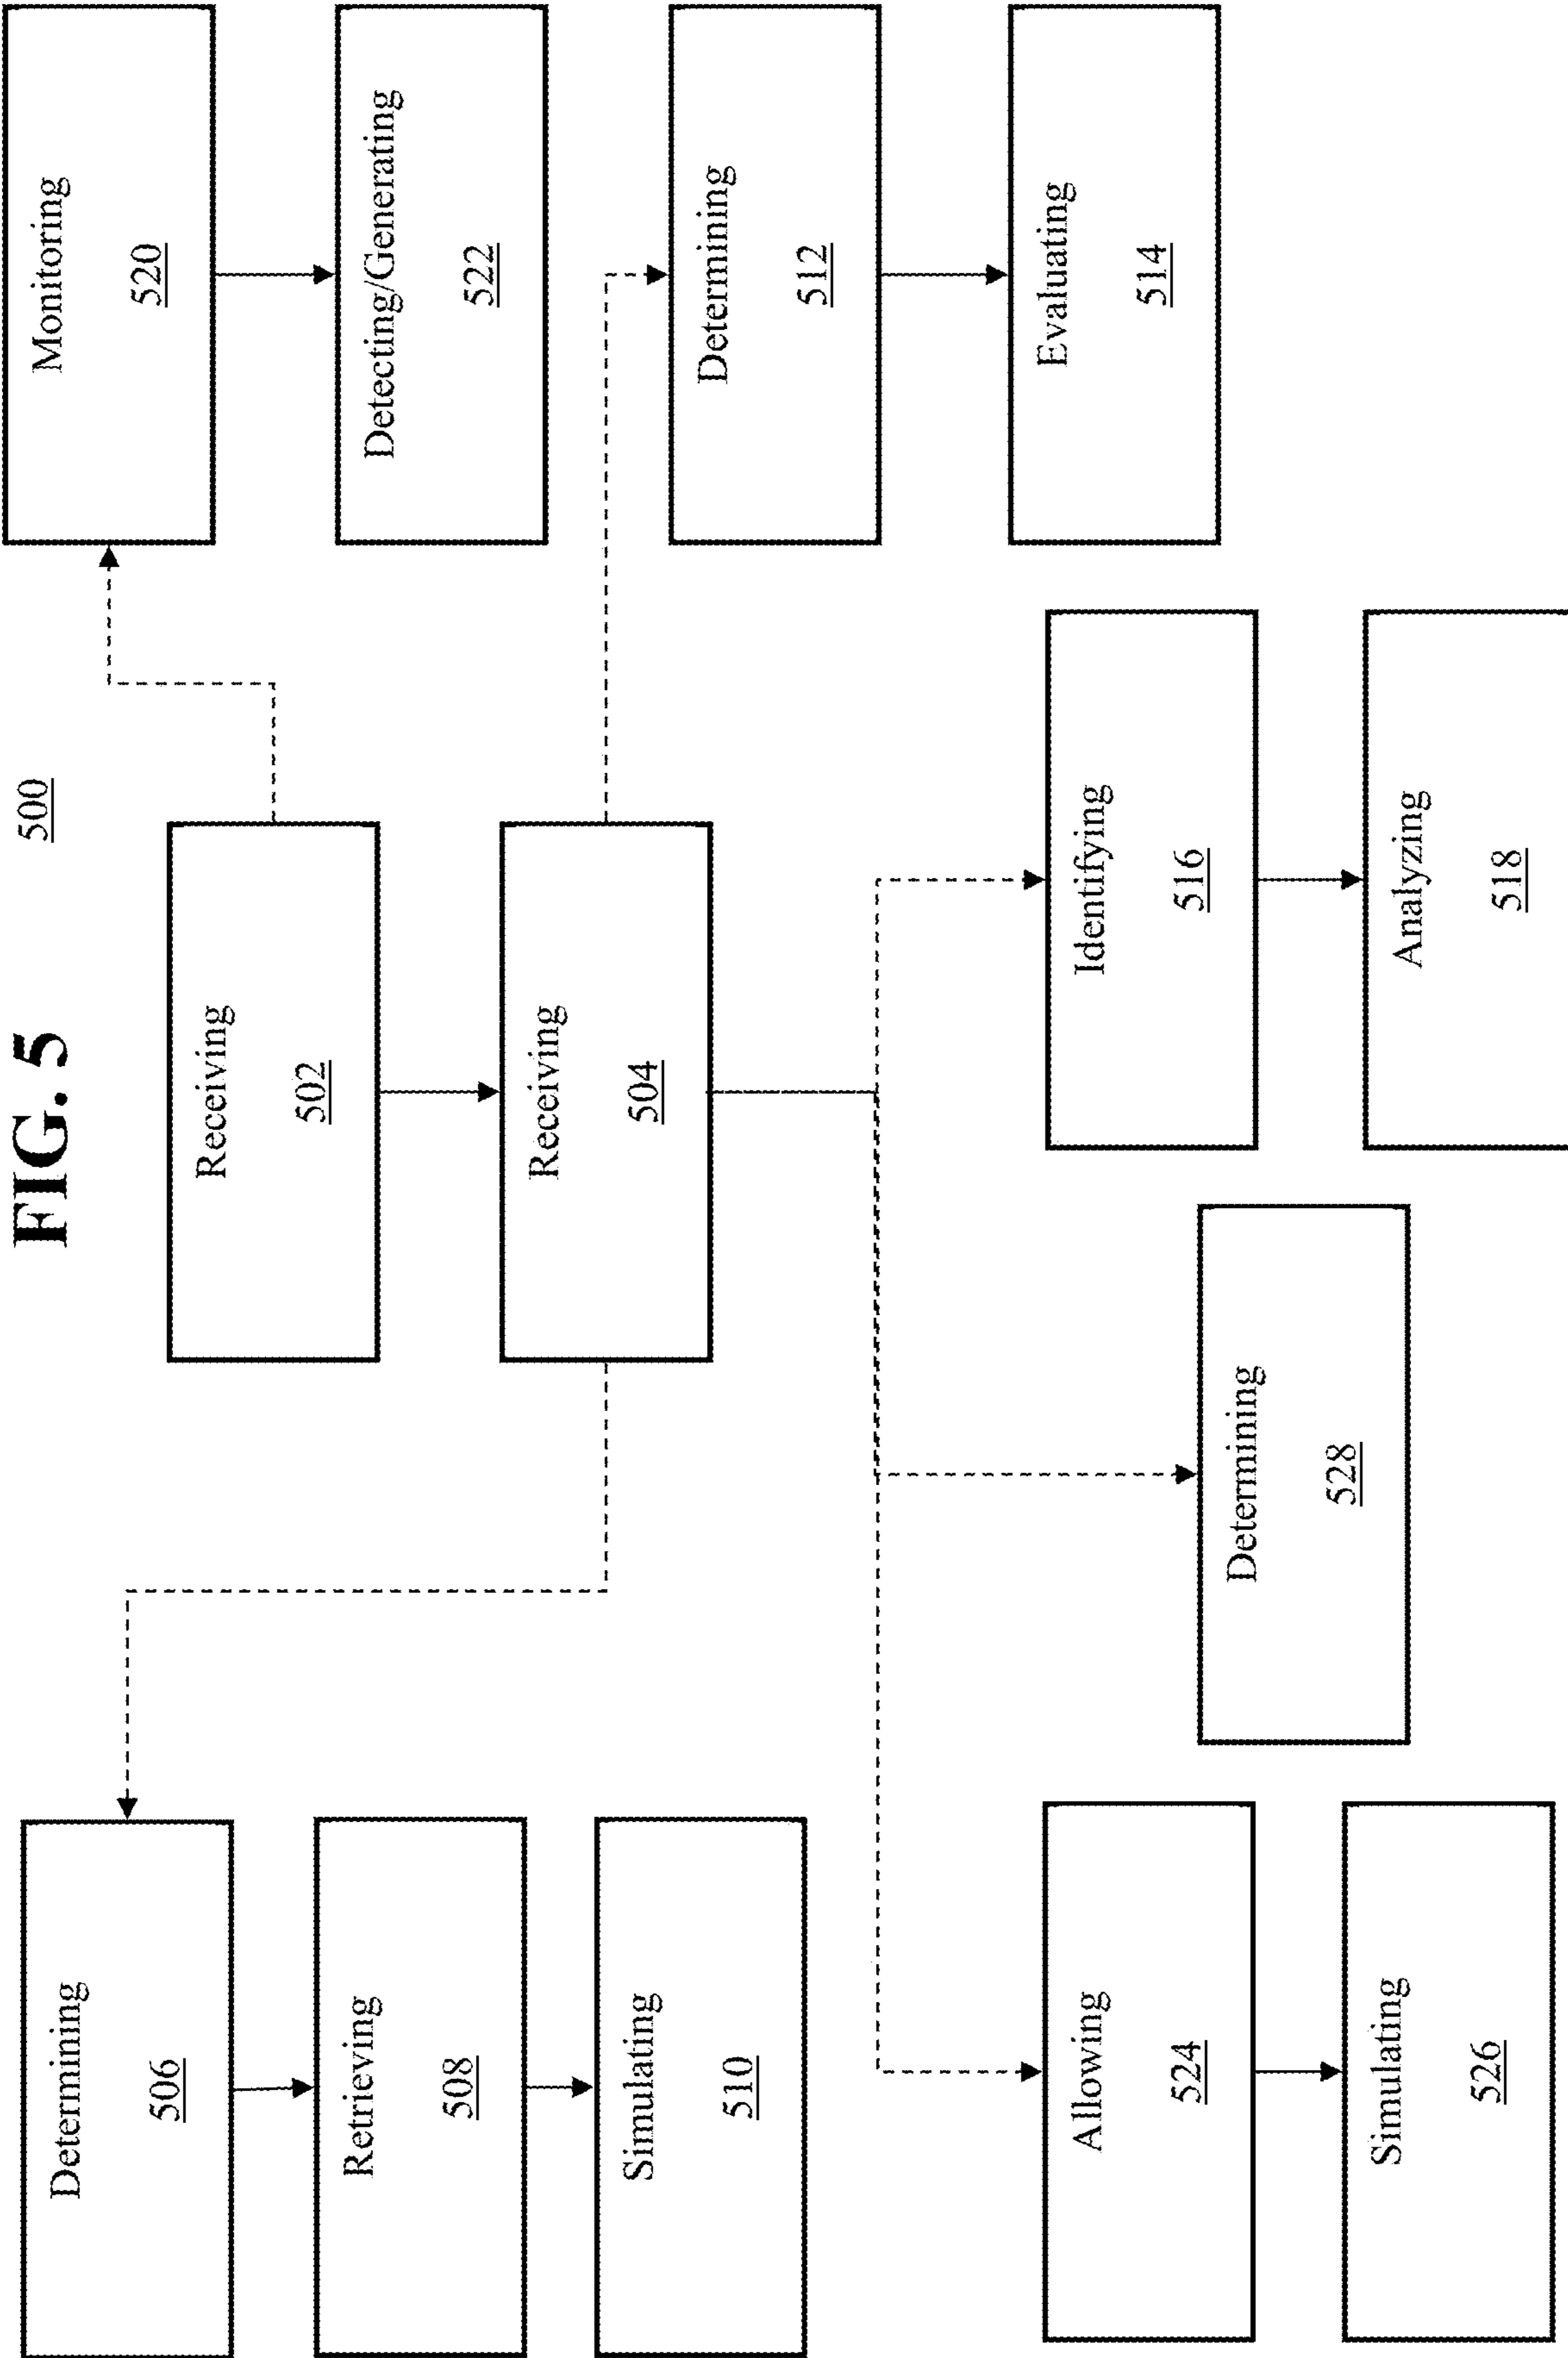 FIG. 5
500
Receiving
502
Receiving
504
Determining
506
Retrieving
508
Simulating
510
Monitoring
520
Detecting/Generating
522
Determining
512
Evaluating
514
Allowing
524
Simulating
526
Determining
528
Identifying
516
Analyzing
518